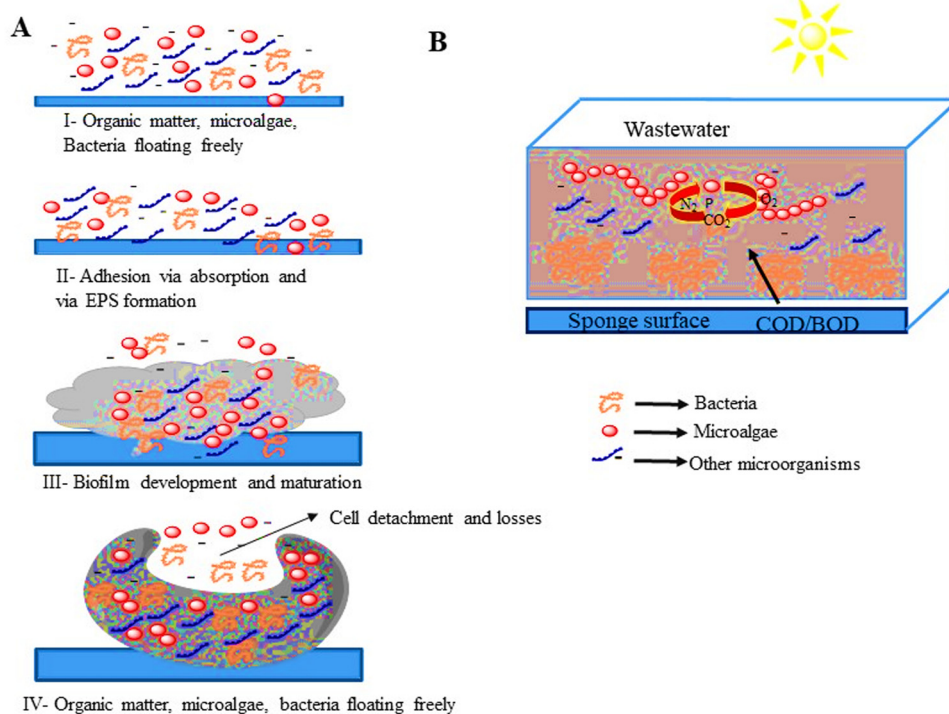 A
I- Organic matter, microalgae,
Bacteria floating freely
II- Adhesion via absorption and
via EPS formation
III- Biofilm development and maturation
Cell detachment and losses
IV- Organic matter, microalgae, bacteria floating freely
B
Wastewater
N2 P O2
CO2
Sponge surface COD/BOD
Bacteria
Microalgae
Other microorganisms